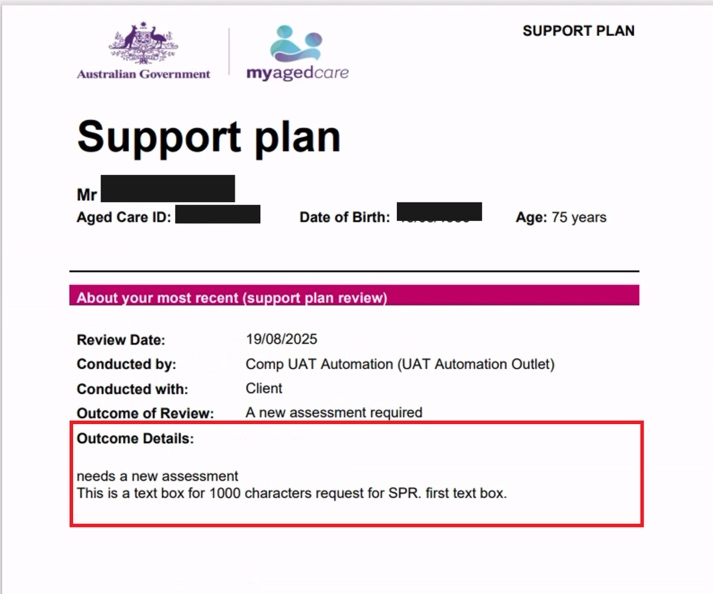 SUPPORT PLAN
Australian Government
myagedcare
Support plan
Mr
Aged Care ID: Date of Birth: Age: 75 years
About your most recent (support plan review)
Review Date: 19/08/2025
Conducted by: Comp UAT Automation (UAT Automation Outlet)
Conducted with: Client
Outcome of Review: A new assessment required
Outcome Details:
needs a new assessment
This is a text box for 1000 characters request for SPR. first text box.